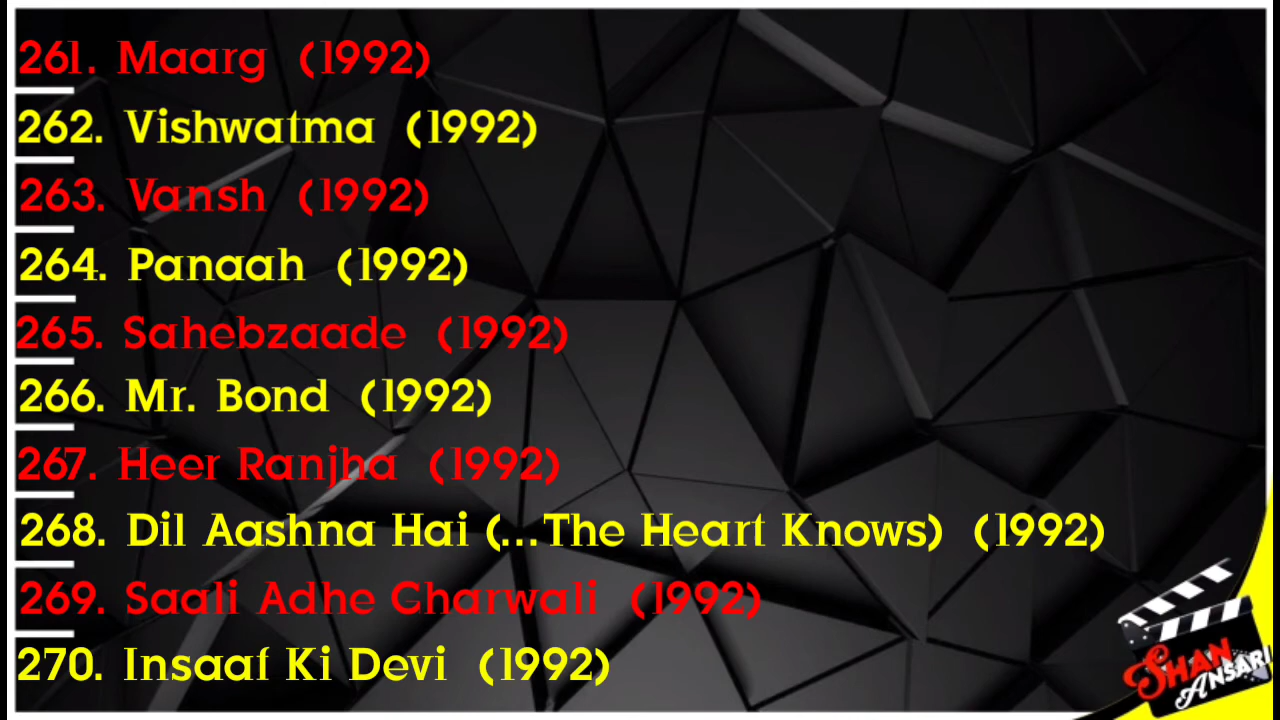 261. Maarg (1992)
262. Vishwatma (1992)
263. Vansh (1992)
264. Panaah (1992)
265. Sahebzaade (1992)
266. Mr. Bond (1992)
267. Heer Ranjha (1992)
268. Dil Aashna Hai (...The Heart Knows) (1992)
269. Saali Adhe Gharwali (1992)
270. Insaaf Ki Devi (1992)
SHAN
ANSARI